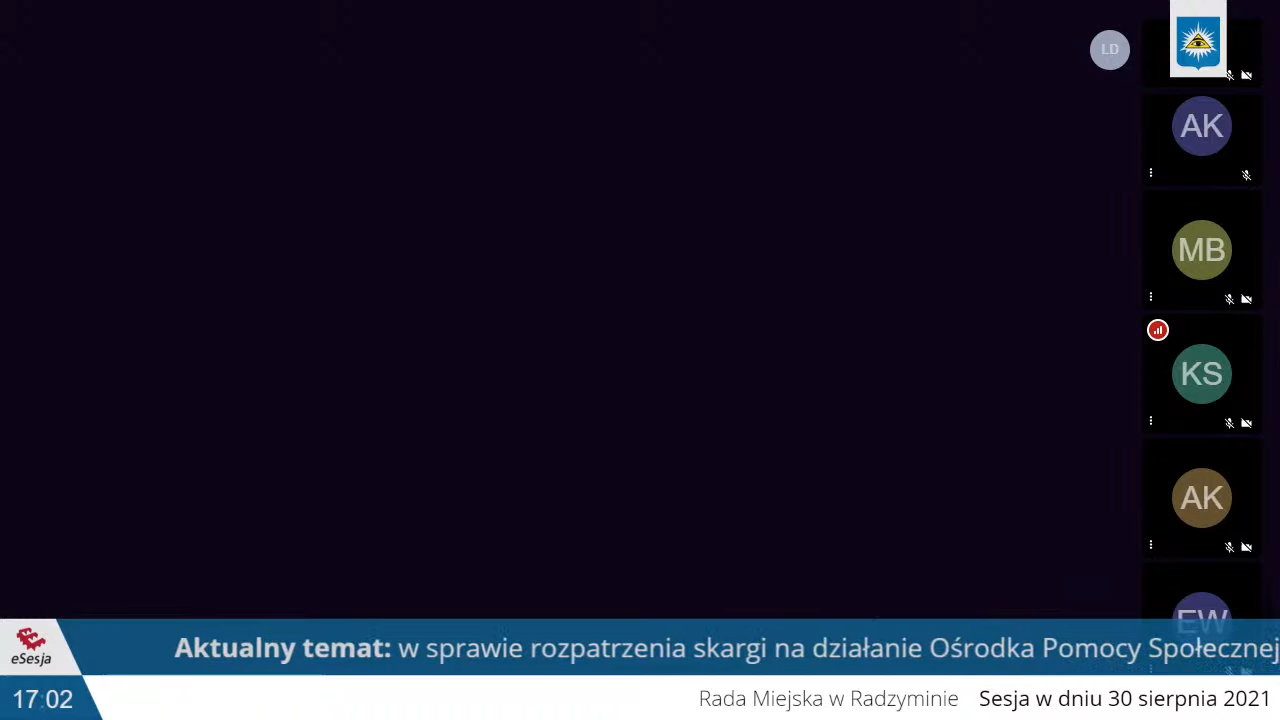 LD
AK
MB
KS
AK
EW
eSesja
Aktualny temat: w sprawie rozpatrzenia skargi na działanie Ośrodka Pomocy Społecznej
17:02
Rada Miejska w Radzyminie Sesja w dniu 30 sierpnia 2021